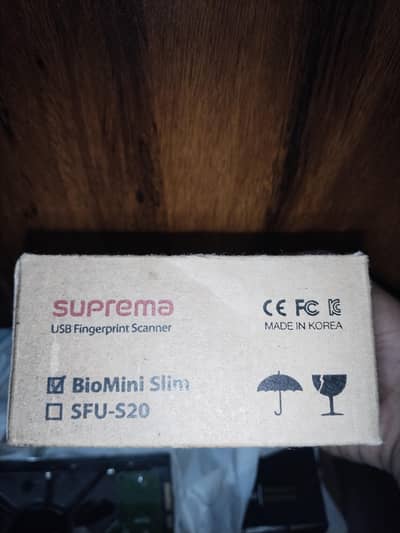 suprema
USB Fingerprint Scanner
CE FC
MADE IN KOREA
BioMini Slim
SFU-S20